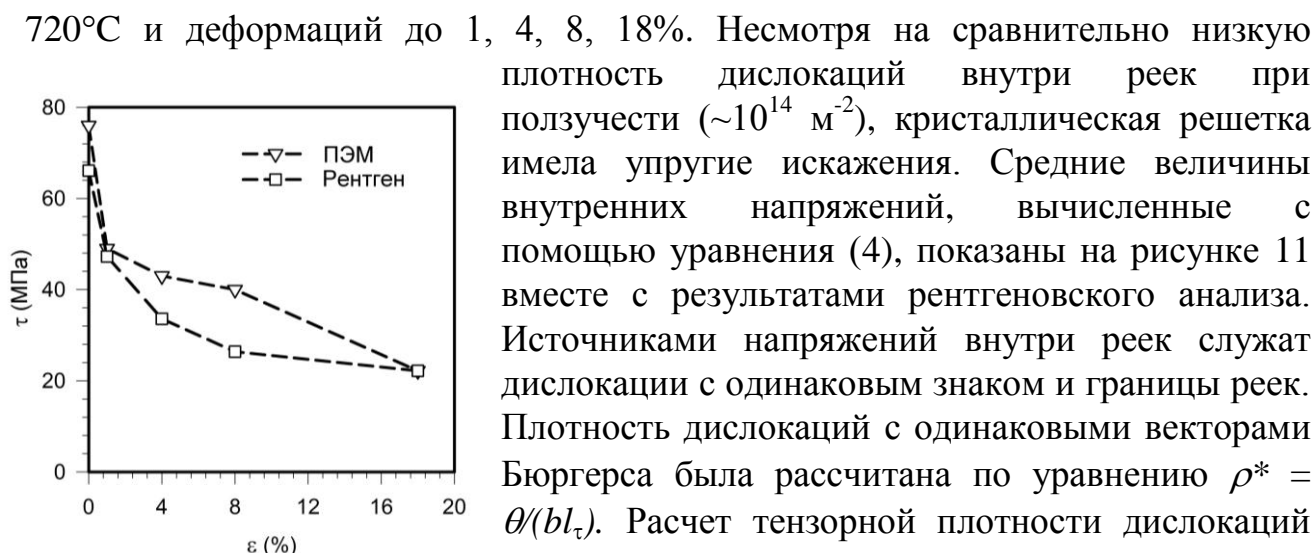 720°C и деформаций до 1, 4, 8, 18%. Несмотря на сравнительно низкую
плотность дислокаций внутри реек при
ползучести (~10^14 м^-2), кристаллическая решетка
имела упругие искажения. Средние величины
внутренних напряжений, вычисленные с
помощью уравнения (4), показаны на рисунке 11
вместе с результатами рентгеновского анализа.
Источниками напряжений внутри реек служат
дислокации с одинаковым знаком и границы реек.
Плотность дислокаций с одинаковыми векторами
Бюргерса была рассчитана по уравнению ρ* =
θ/(bl_τ). Расчет тензорной плотности дислокаций
80
60
40
20
0
τ (МПа)
ПЭМ
Рентген
0 4 8 12 16 20
ε (%)